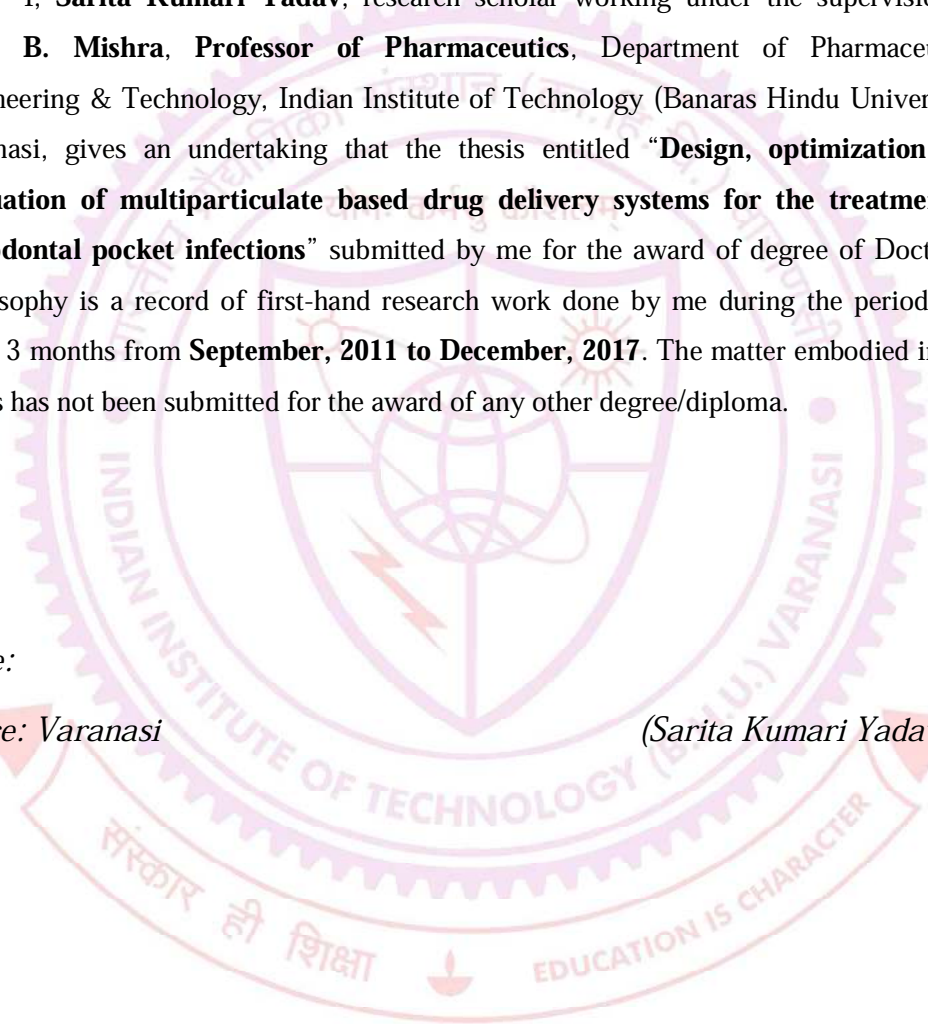 I, Sarita Kumari Yadav, research scholar working under the supervision
B. Mishra, Professor of Pharmaceutics, Department of Pharmaceu
neering & Technology, Indian Institute of Technology (Banaras Hindu Univer
nasi, gives an undertaking that the thesis entitled “Design, optimization
uation of multiparticulate based drug delivery systems for the treatme
dontal pocket infections” submitted by me for the award of degree of Doct
osophy is a record of first-hand research work done by me during the period
3 months from September, 2011 to December, 2017. The matter embodied in
s has not been submitted for the award of any other degree/diploma.
e:
ce: Varanasi (Sarita Kumari Yada
INDIAN INSTITUTE OF TECHNOLOGY (B.H.U.) VARANASI
संस्कार ही शिक्षा
EDUCATION IS CHARACTER